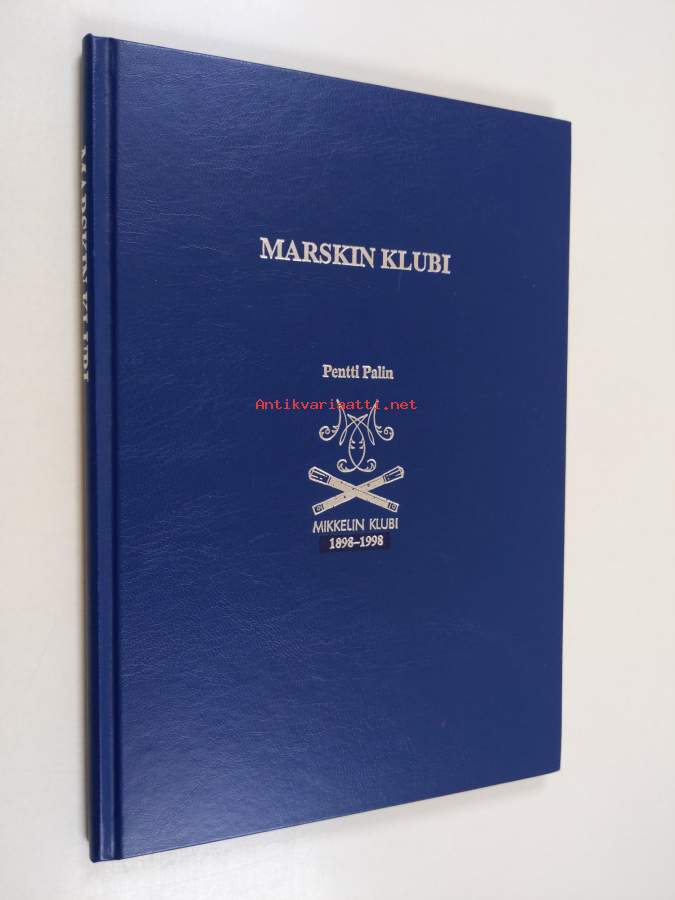 MARSKIN KLUBI
MARSKIN KLUBI
Pentti Palin
Antikvariaatti.net
MIKKELIN KLUBI
1898-1998